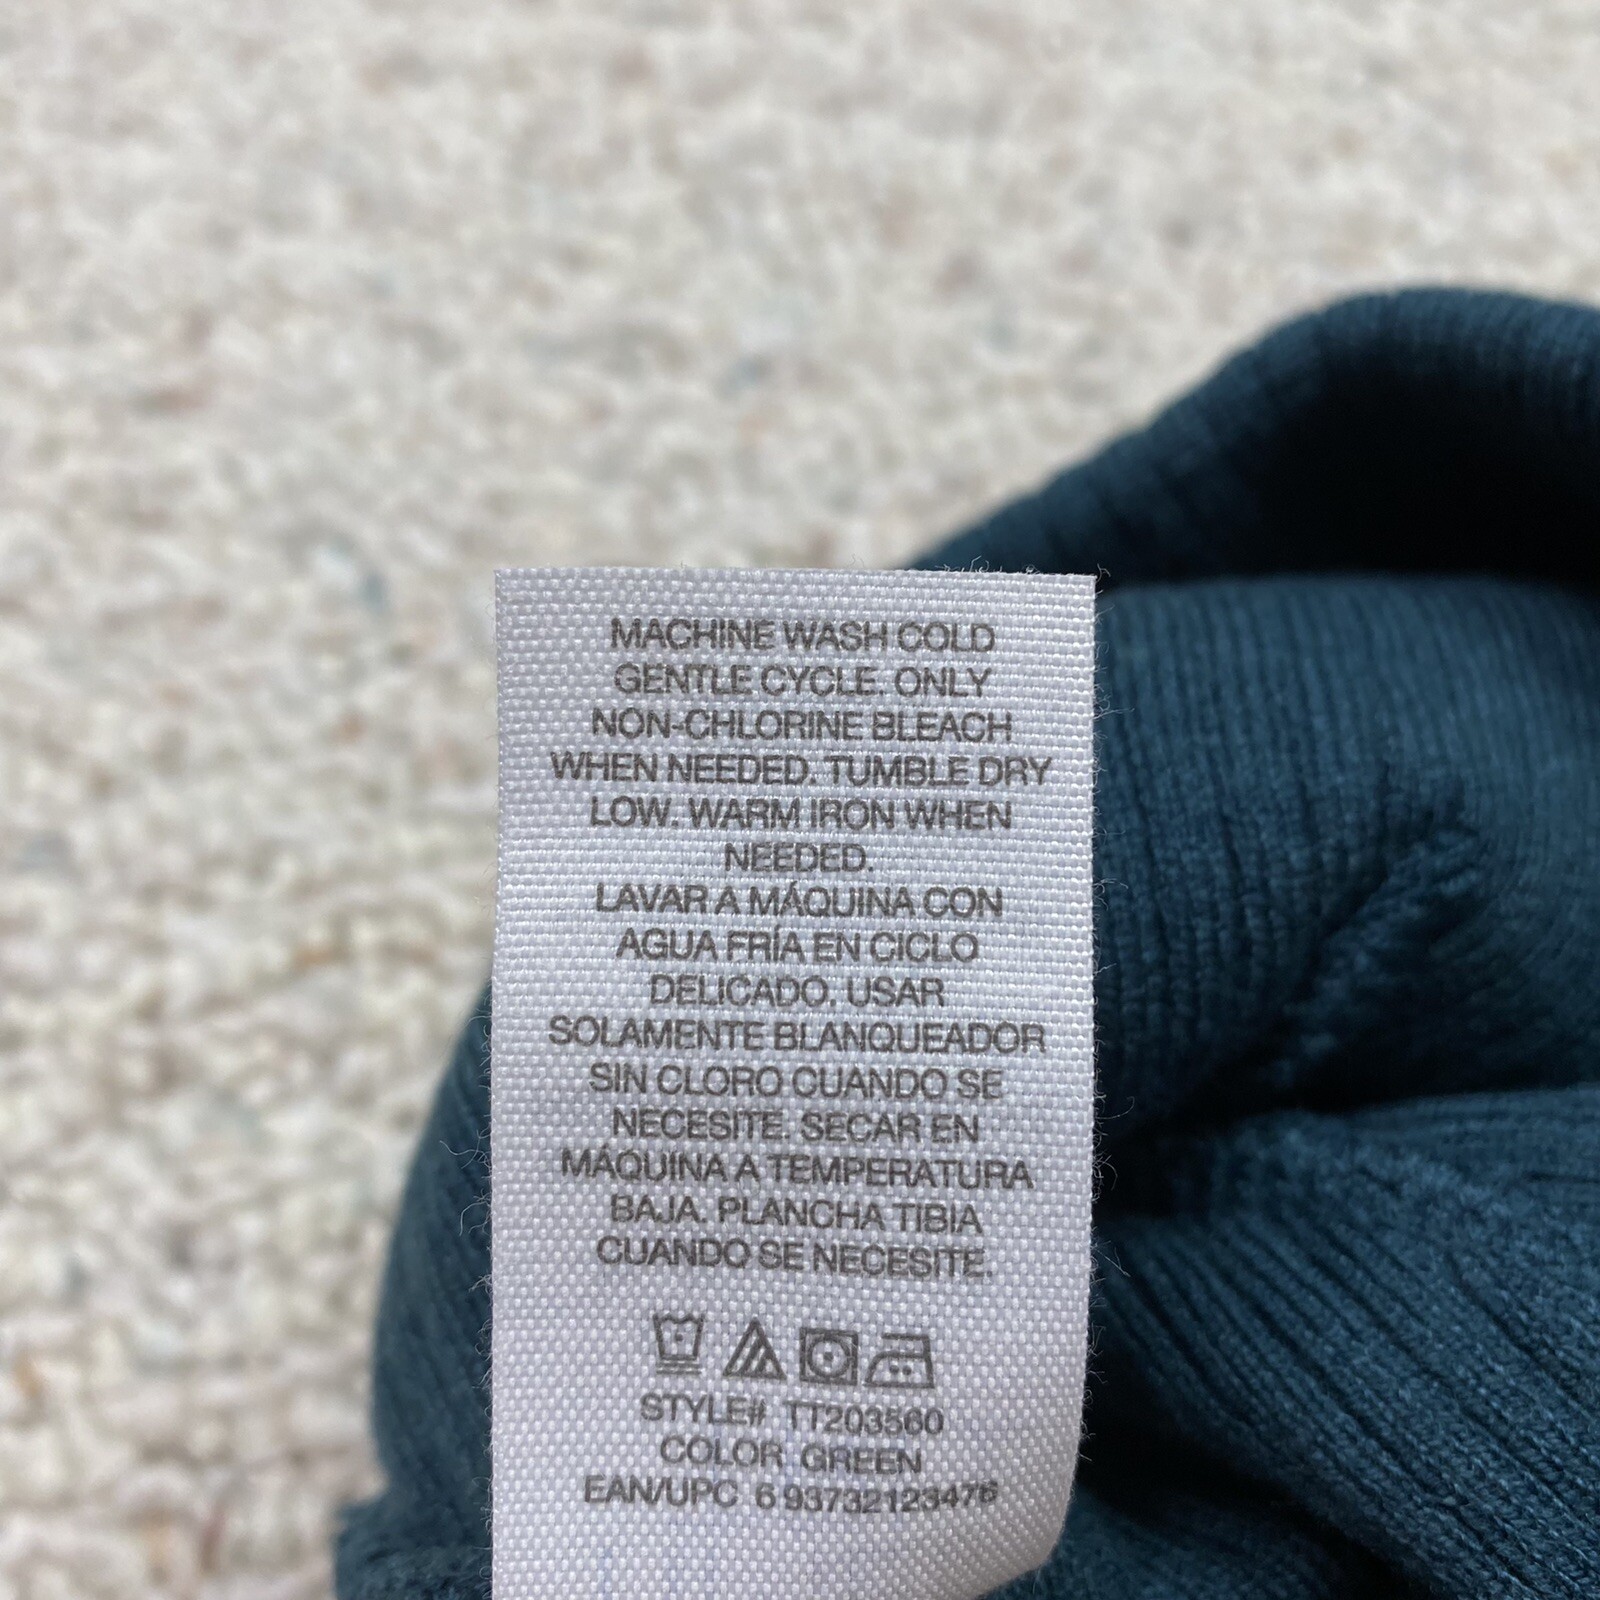 MACHINE WASH COLD
GENTLE CYCLE. ONLY
NON-CHLORINE BLEACH
WHEN NEEDED. TUMBLE DRY
LOW. WARM IRON WHEN
NEEDED.
LAVAR A MÁQUINA CON
AGUA FRÍA EN CICLO
DELICADO. USAR
SOLAMENTE BLANQUEADOR
SIN CLORO CUANDO SE
NECESITE. SECAR EN
MÁQUINA A TEMPERATURA
BAJA. PLANCHA TIBIA
CUANDO SE NECESITE.
STYLE# TT203560
COLOR GREEN
EAN/UPC 6 93732123476